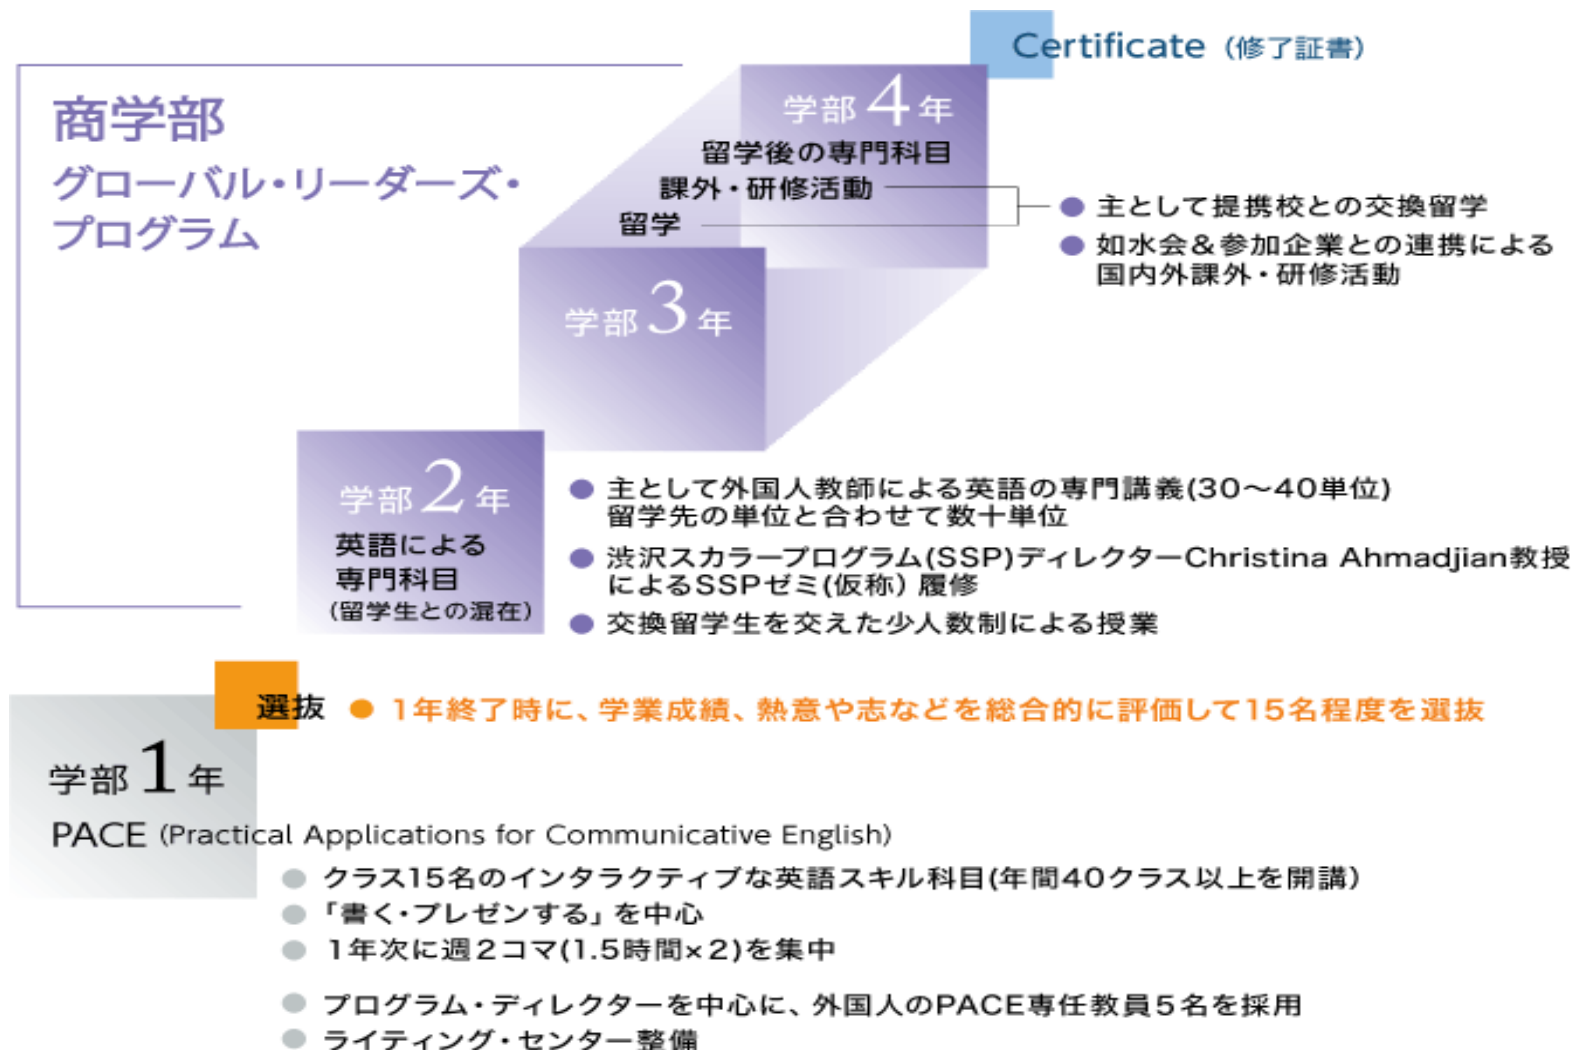 Certificate（修了証書）
商学部
グローバル・リーダーズ・
プログラム
学部4年
留学後の専門科目
課外・研修活動
留学
● 主として提携校との交換留学
● 如水会＆参加企業との連携による
国内外課外・研修活動
学部3年
学部2年
英語による
専門科目
（留学生との混在）
● 主として外国人教師による英語の専門講義(30～40単位)
留学先の単位と合わせて数十単位
● 渋沢スカラープログラム(SSP)ディレクターChristina Ahmadjian教授
によるSSPゼミ(仮称）履修
● 交換留学生を交えた少人数制による授業
選抜 ● 1年終了時に、学業成績、熱意や志などを総合的に評価して15名程度を選抜
学部1年
PACE（Practical Applications for Communicative English）
● クラス15名のインタラクティブな英語スキル科目(年間40クラス以上を開講）
● 「書く・プレゼンする」を中心
● 1年次に週2コマ(1.5時間×2)を集中
● プログラム・ディレクターを中心に、外国人のPACE専任教員5名を採用
● ライティング・センター整備